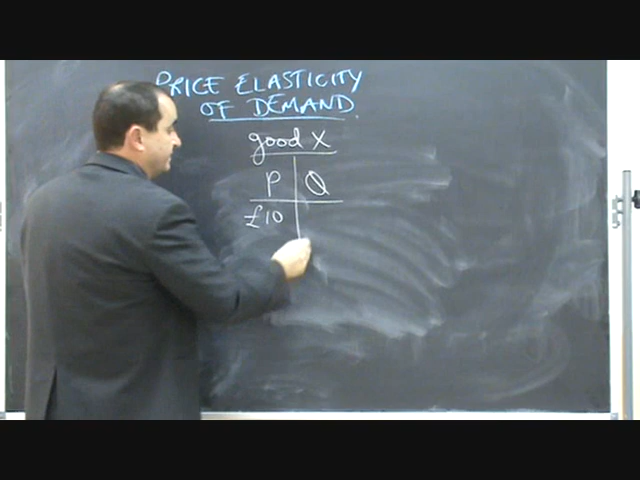 PRICE ELASTICITY
OF DEMAND.
good X
P Q
£10